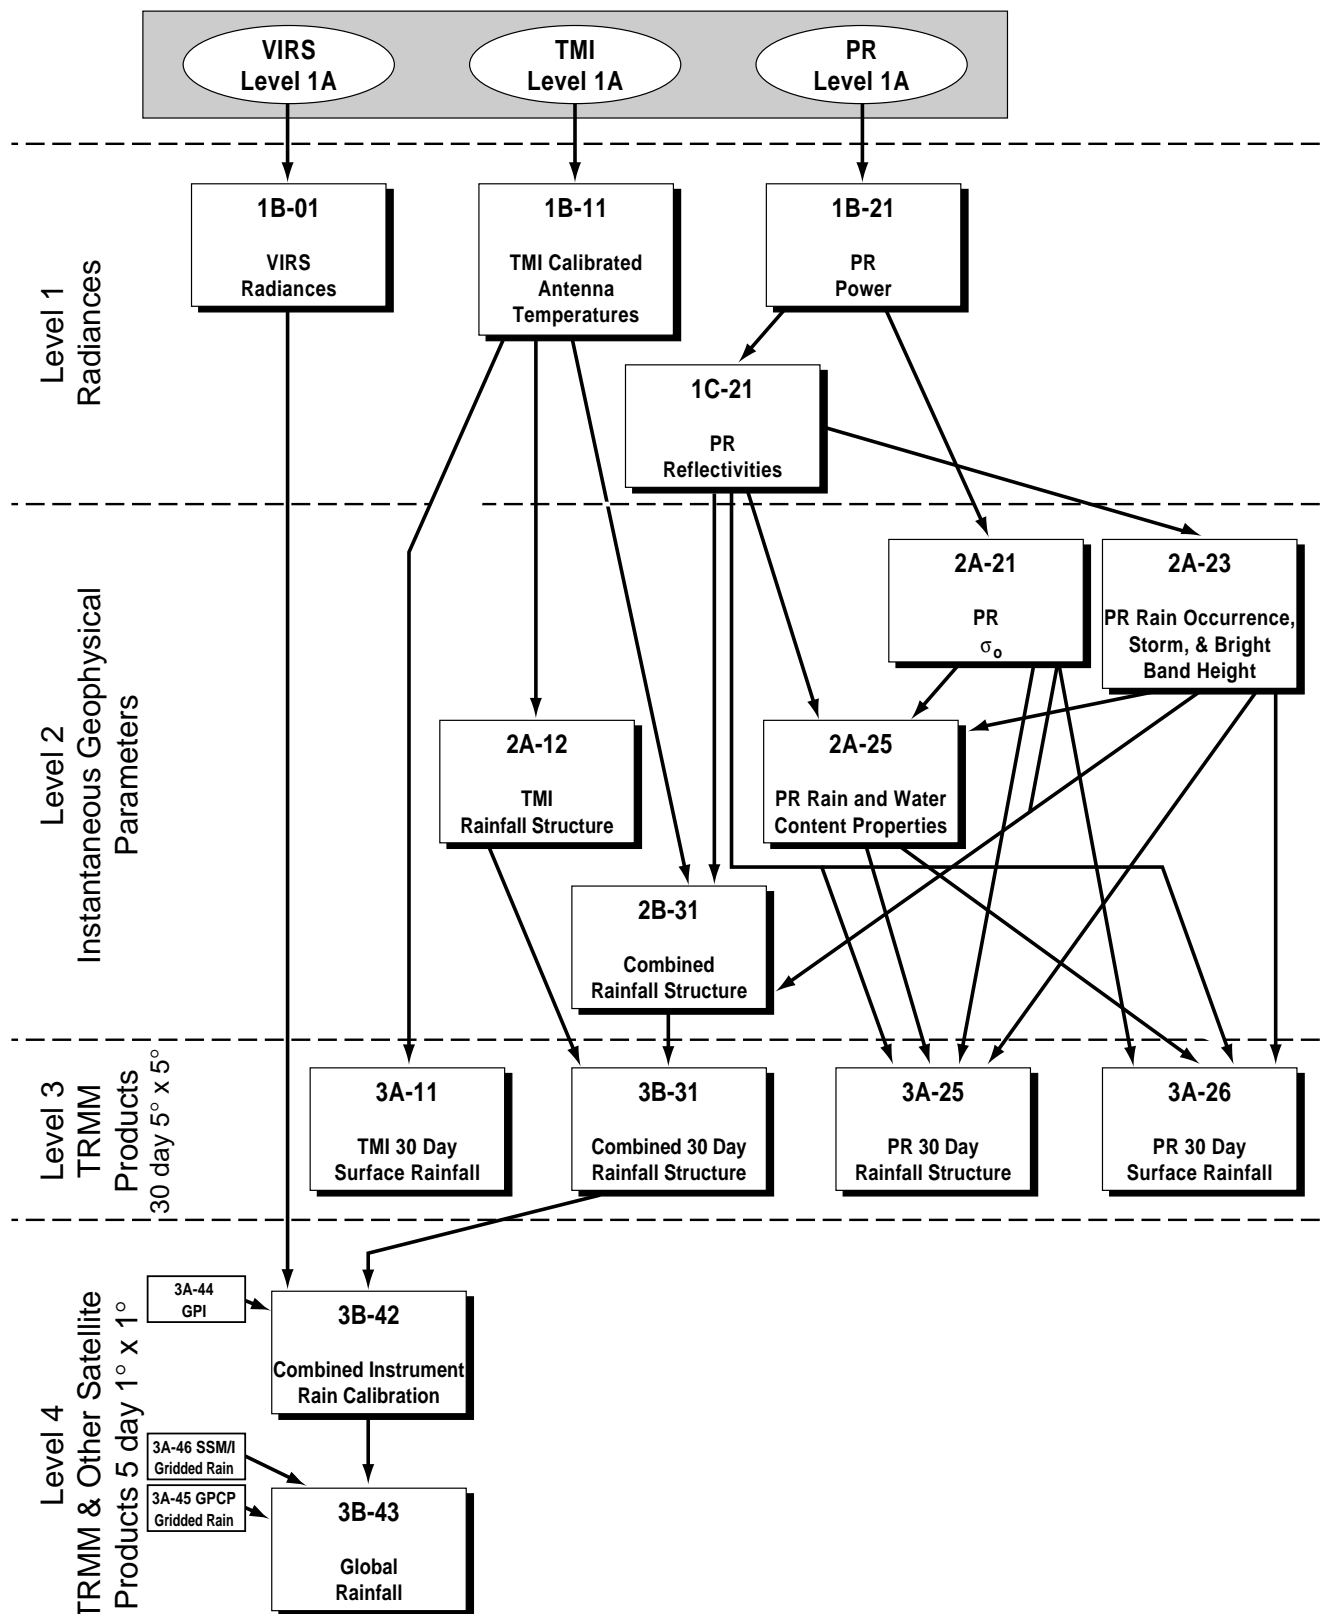 VIRS
Level 1A
TMI
Level 1A
PR
Level 1A
Level 1
Radiances
1B-01
VIRS
Radiances
1B-11
TMI Calibrated
Antenna
Temperatures
1B-21
PR
Power
1C-21
PR
Reflectivities
Level 2
Instantaneous Geophysical
Parameters
2A-21
PR
σo
2A-23
PR Rain Occurrence,
Storm, & Bright
Band Height
2A-12
TMI
Rainfall Structure
2A-25
PR Rain and Water
Content Properties
2B-31
Combined
Rainfall Structure
Level 3
TRMM
Products
30 day 5° x 5°
3A-11
TMI 30 Day
Surface Rainfall
3B-31
Combined 30 Day
Rainfall Structure
3A-25
PR 30 Day
Rainfall Structure
3A-26
PR 30 Day
Surface Rainfall
Level 4
TRMM & Other Satellite
Products 5 day 1° x 1°
3A-44
GPI
3B-42
Combined Instrument
Rain Calibration
3A-46 SSM/I
Gridded Rain
3A-45 GPCP
Gridded Rain
3B-43
Global
Rainfall